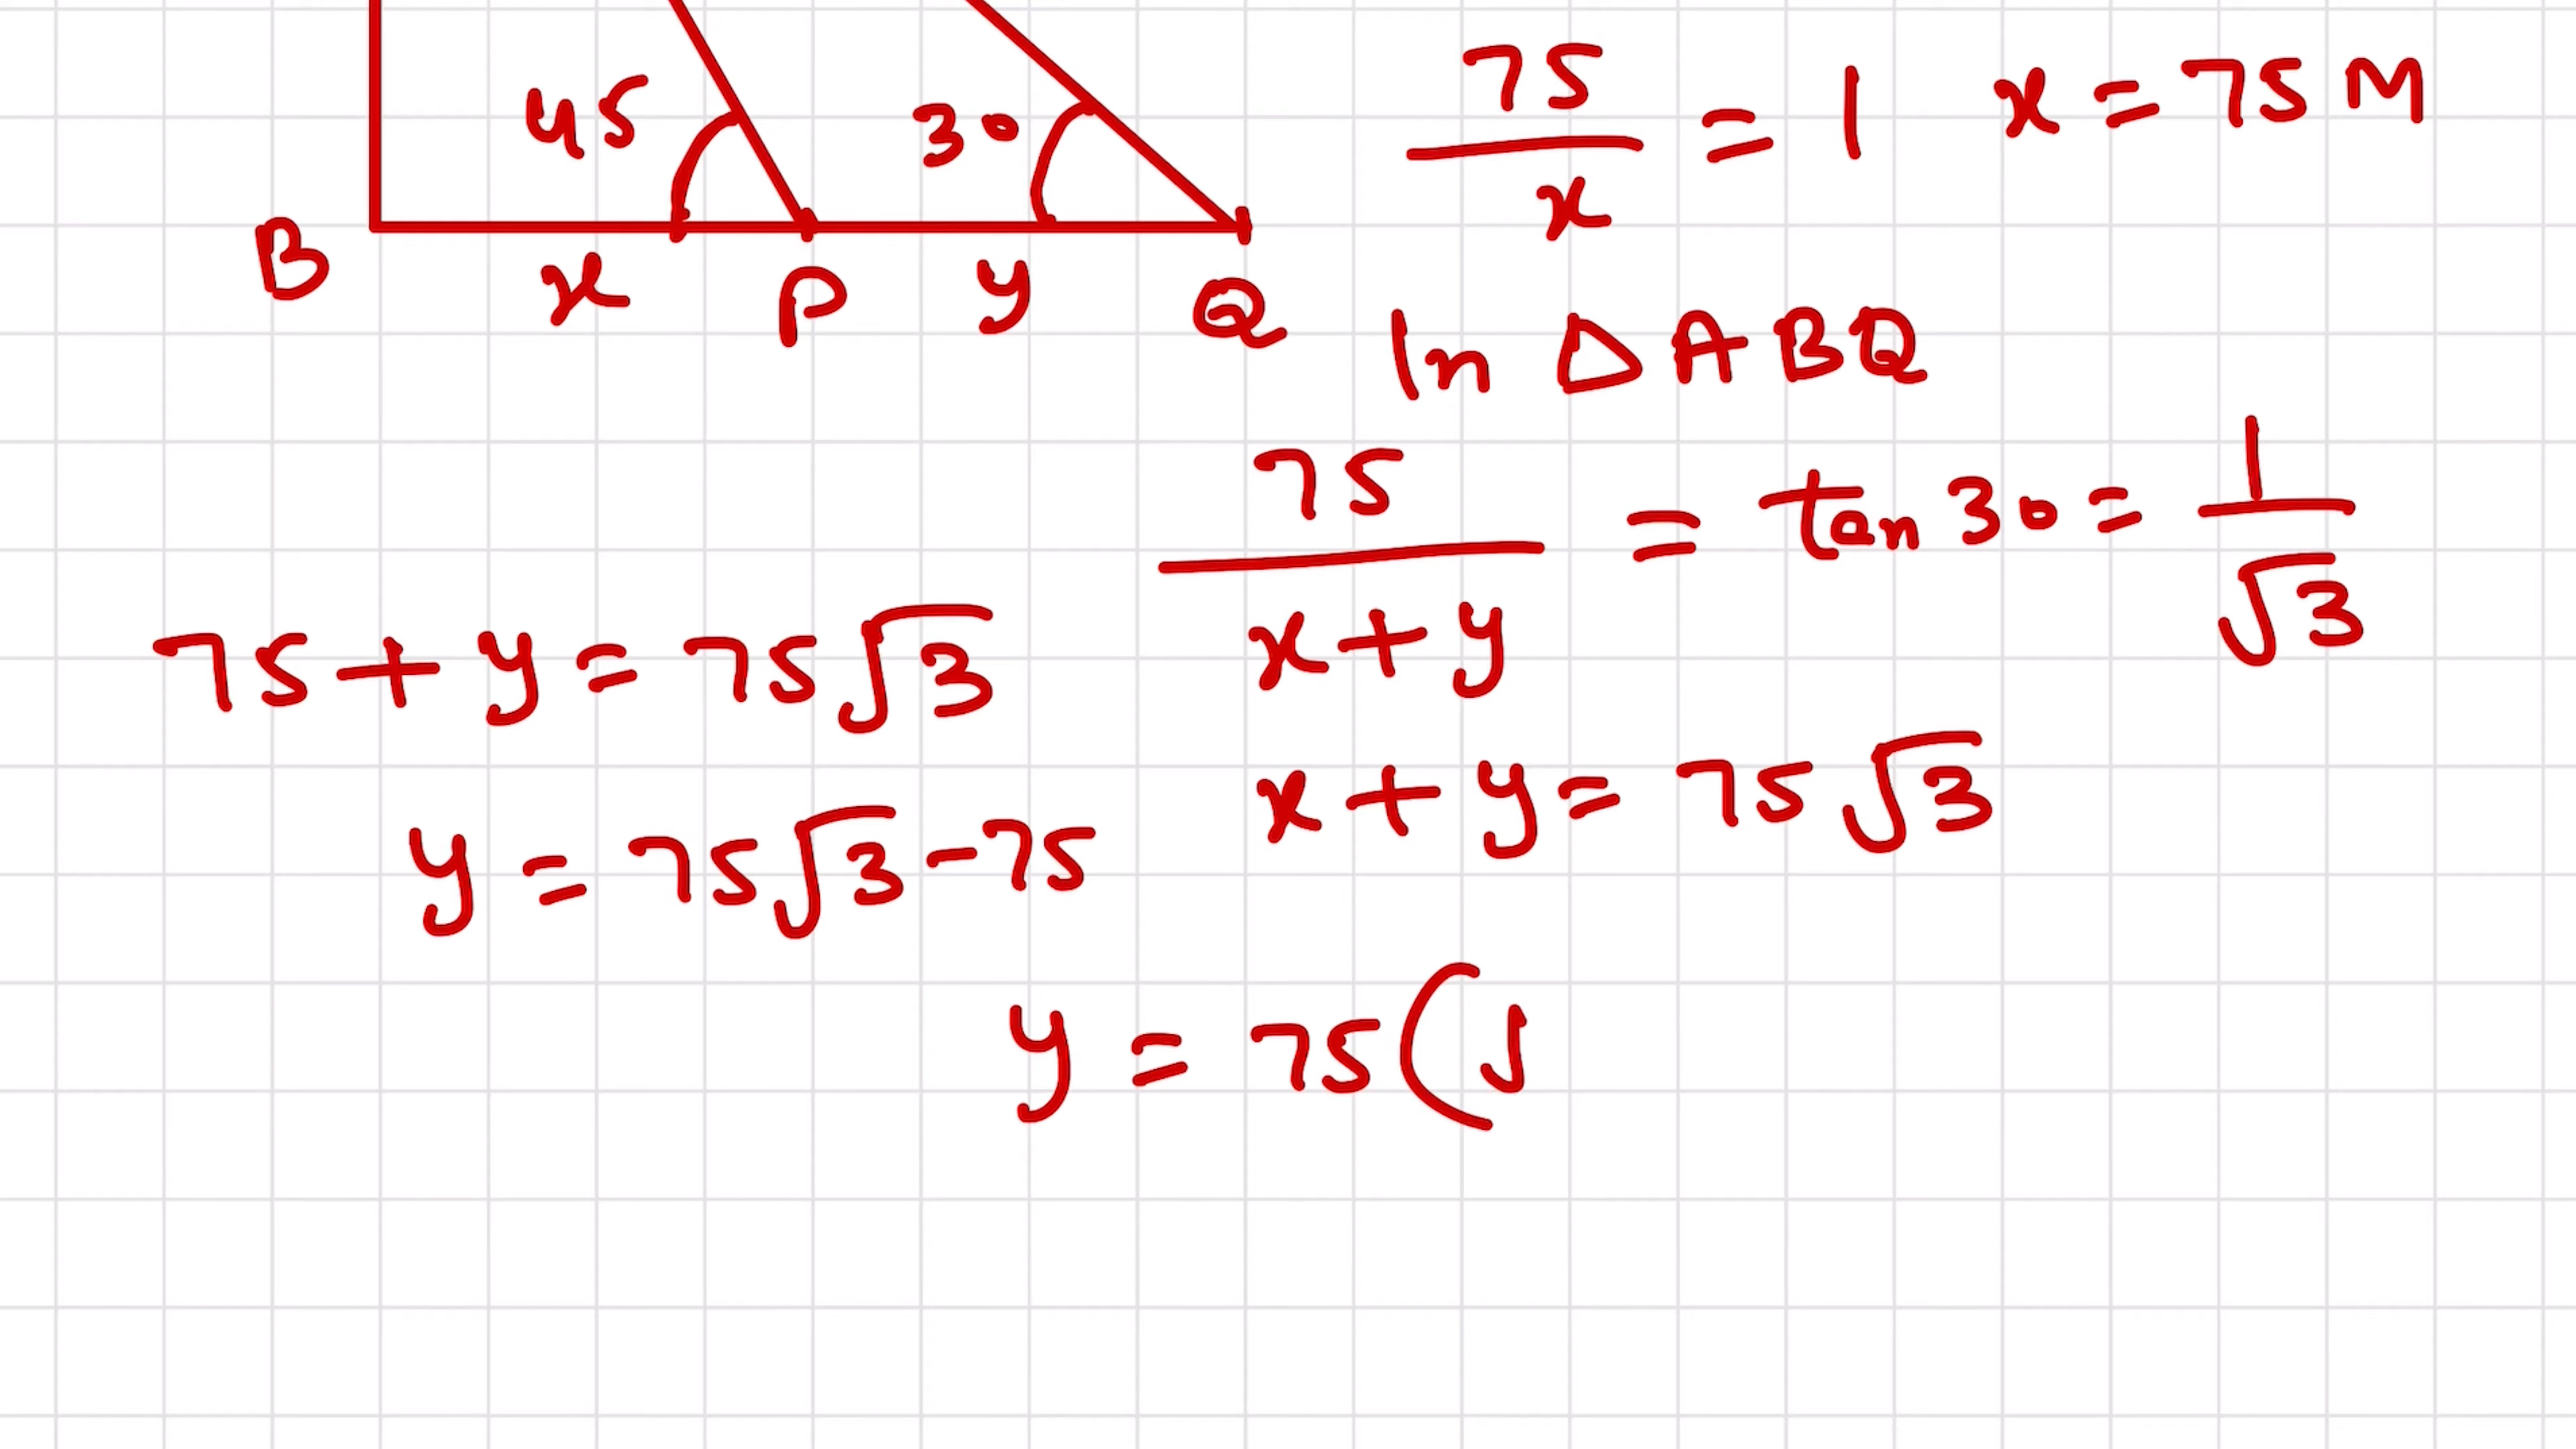 45 30
B x P y Q
75/x = 1 x = 75 M
In △ABQ
75/(x+y) = tan 30 = 1/√3
x + y = 75√3
75 + y = 75√3
y = 75√3 - 75
y = 75(√